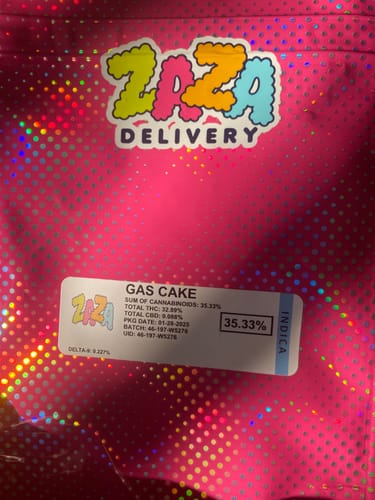 ZAZA
DELIVERY
GAS CAKE
SUM OF CANNABINOIDS: 35.33%
TOTAL THC: 32.89%
TOTAL CBD: 0.088%
PKG DATE: 01-28-2025
BATCH: 46-197-W5276
UID: 46-197-W5276
35.33%
INDICA
ZAZA
DELTA-9: 0.227%